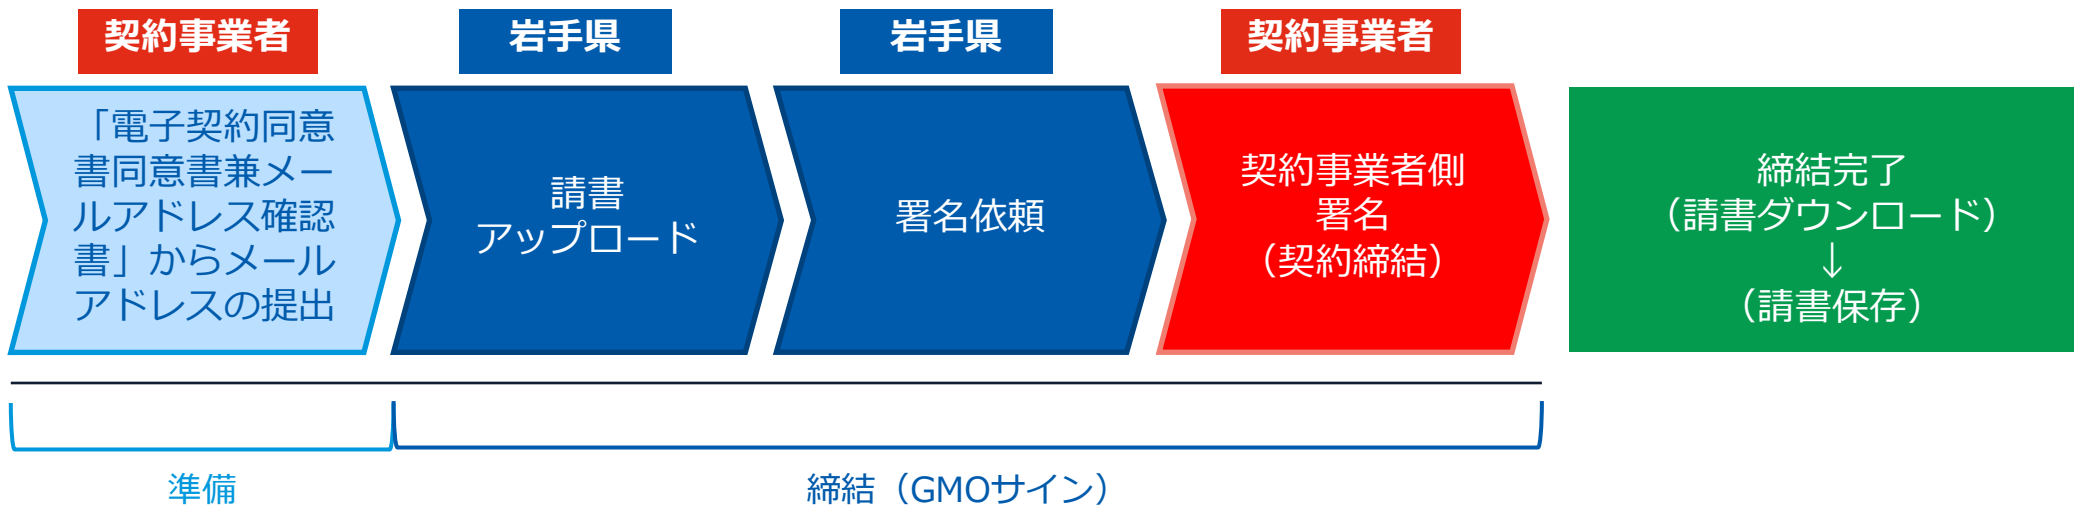 契約事業者
岩手県
岩手県
契約事業者
「電子契約同意
書同意書兼メー
ルアドレス確認
書」からメール
アドレスの提出
請書
アップロード
署名依頼
契約事業者側
署名
（契約締結）
締結完了
（請書ダウンロード）
↓
（請書保存）
準備
締結（GMOサイン）